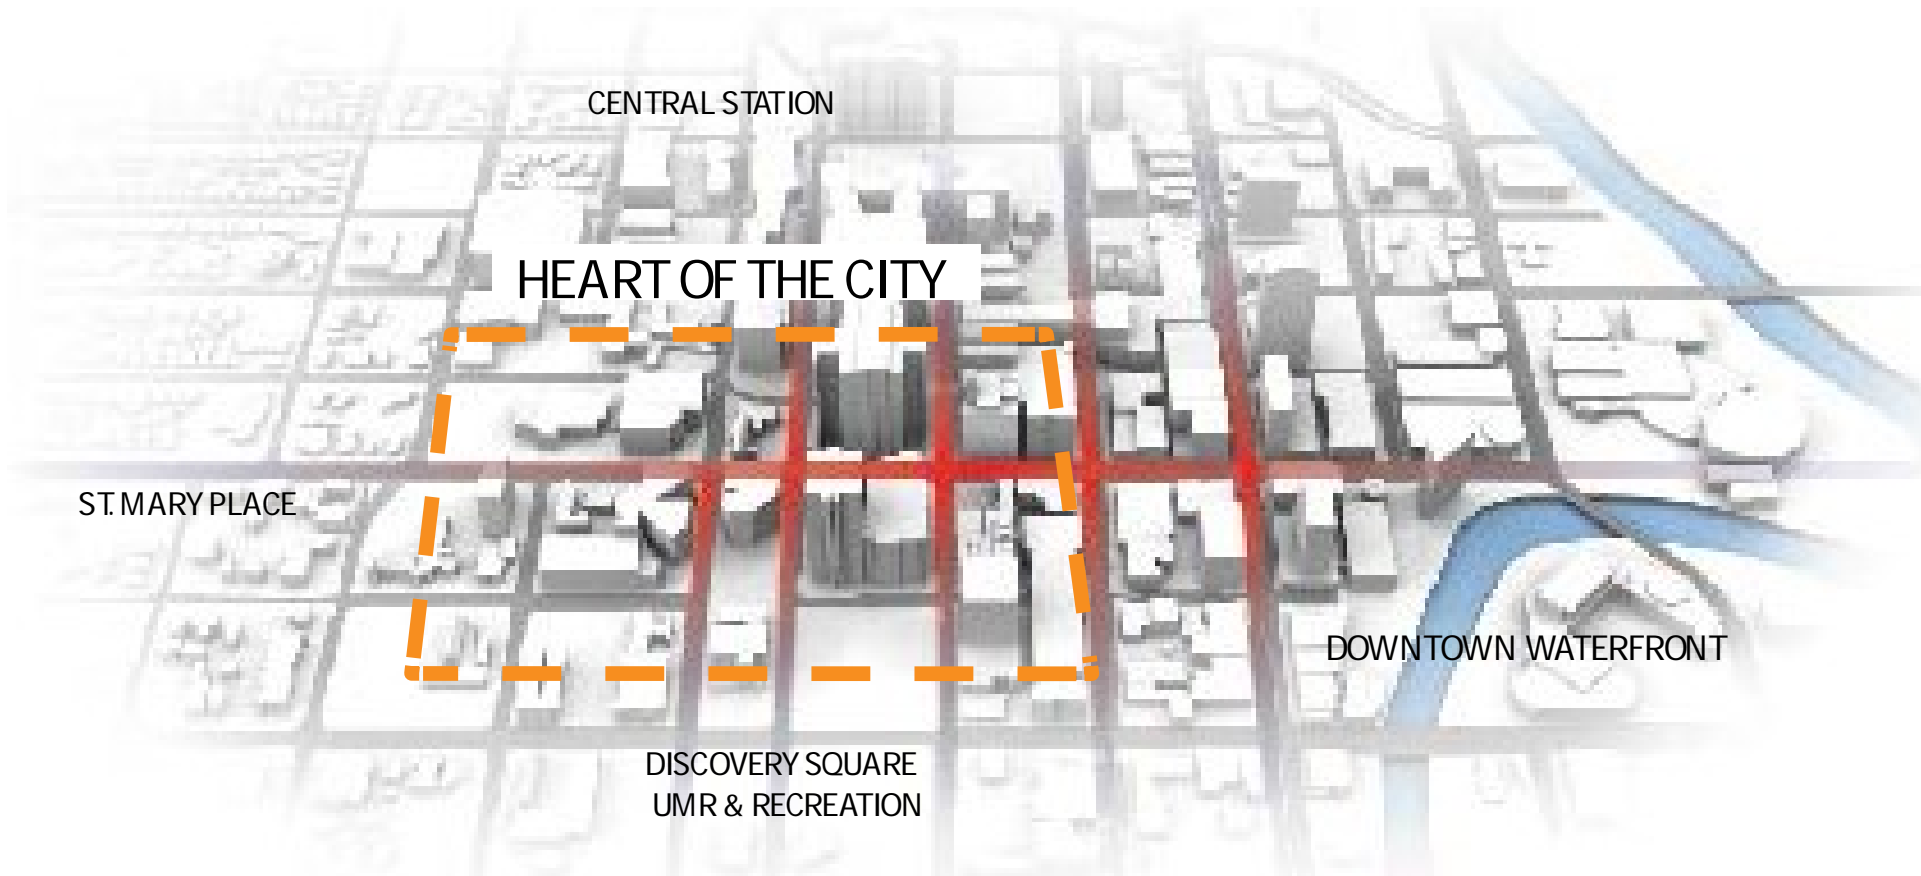 CENTRAL STATION
HEART OF THE CITY
ST. MARY PLACE
DOWNTOWN WATERFRONT
DISCOVERY SQUARE
UMR & RECREATION